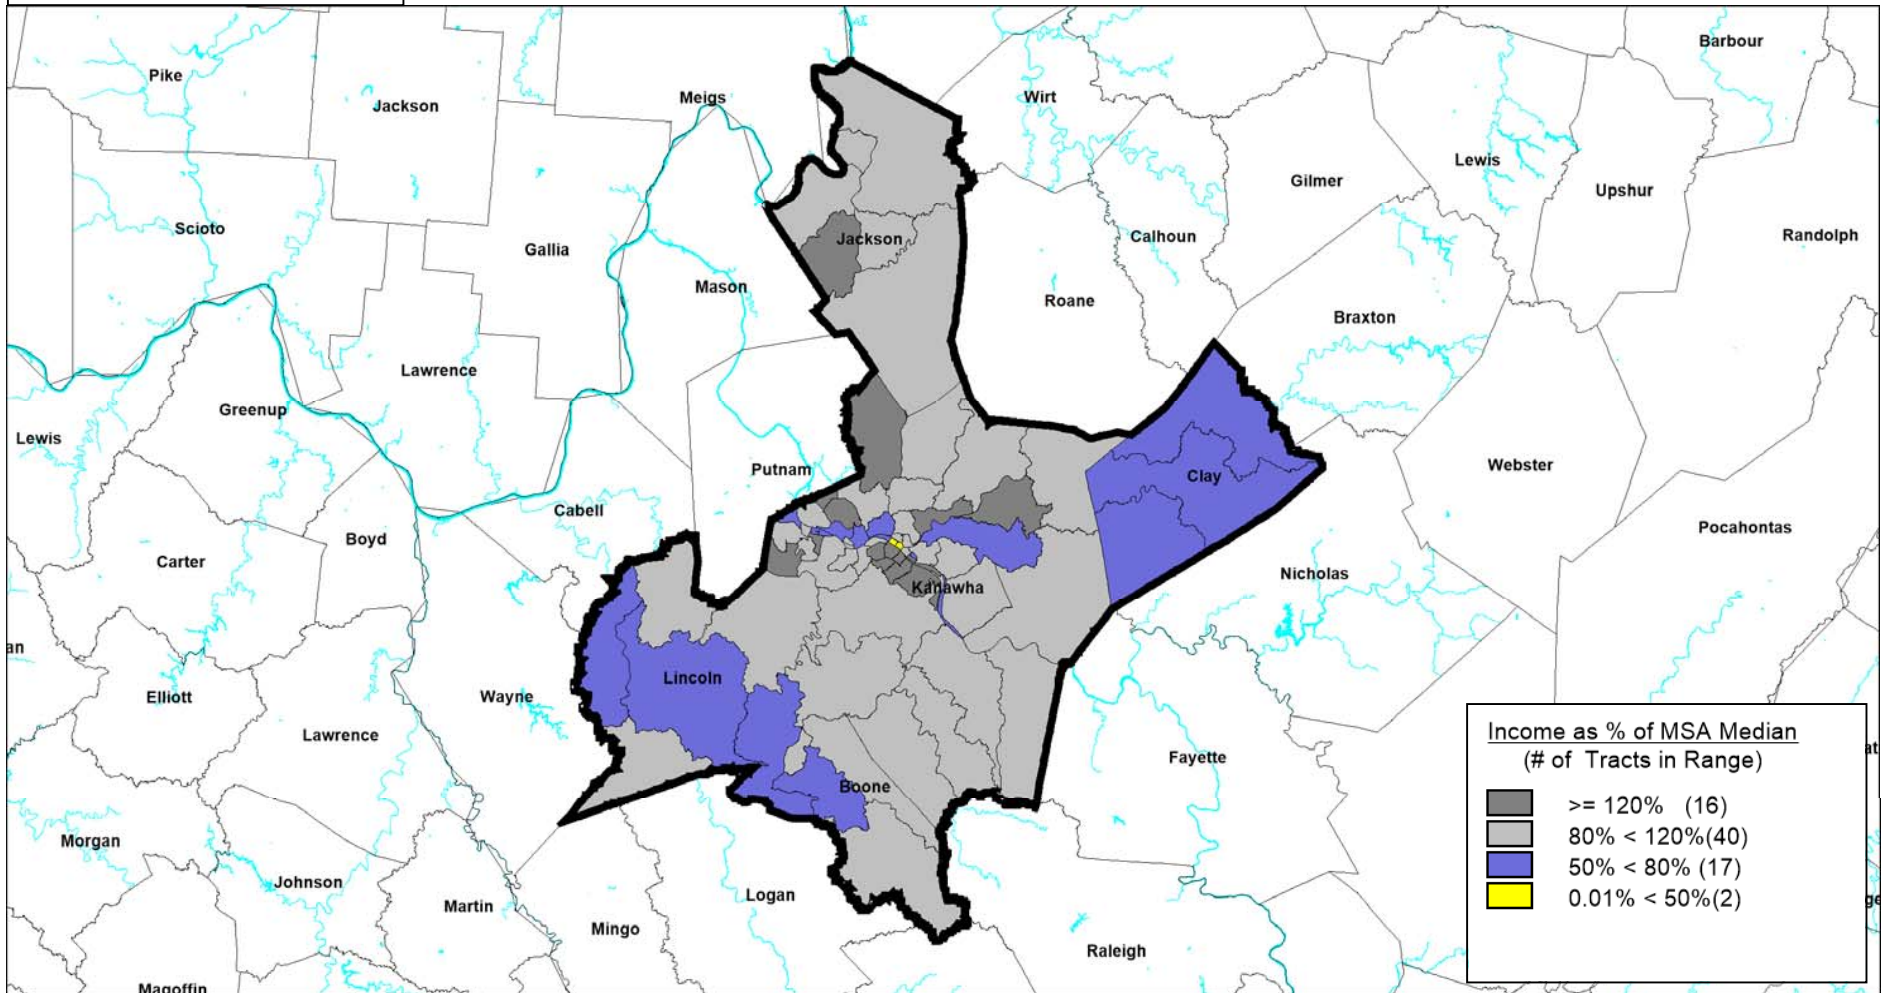 Barbour
Pike
Jackson
Meigs
Wirt
Lewis
Gilmer
Upshur
Scioto
Jackson
Calhoun
Randolph
Gallia
Mason
Roane
Braxton
Lawrence
Greenup
Lewis
Putnam
Clay
Webster
Cabell
Pocahontas
Boyd
Carter
Nicholas
Kanawha
an
Lincoln
Elliott
Wayne
Lawrence
Fayette
Boone
Morgan
Johnson
Logan
Martin
Mingo
Raleigh
Magoffin
Income as % of MSA Median
(# of Tracts in Range)
>= 120% (16)
80% < 120%(40)
50% < 80% (17)
0.01% < 50%(2)
at
ge